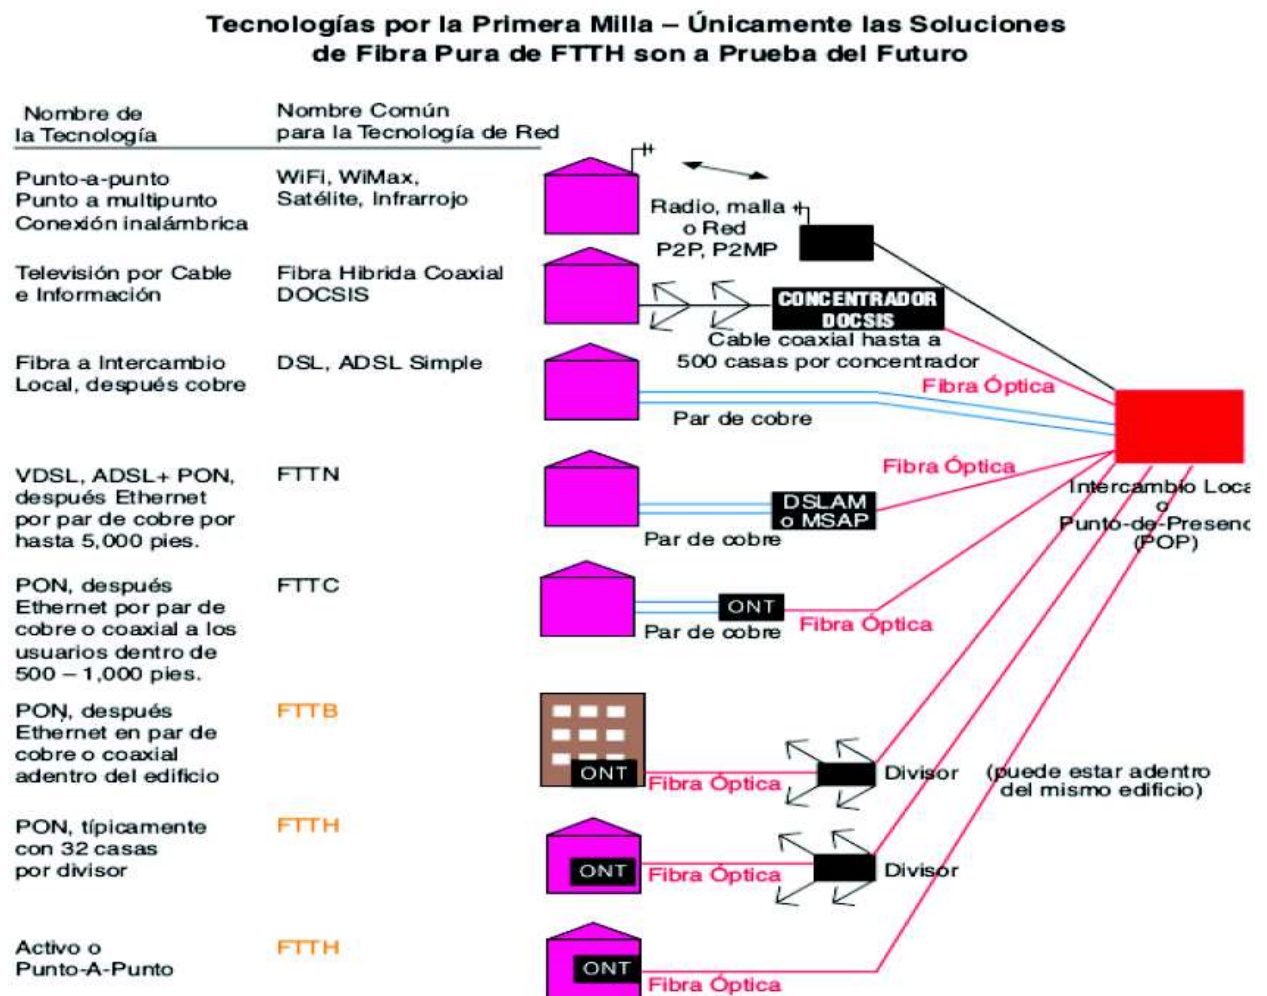 Tecnologías por la Primera Milla – Únicamente las Soluciones
de Fibra Pura de FTTH son a Prueba del Futuro
Nombre de
la Tecnología
Nombre Común
para la Tecnología de Red
Punto-a-punto
Punto a multipunto
Conexión inalámbrica
WiFi, WiMax,
Satélite, Infrarrojo
Radio, malla
o Red
P2P, P2MP
Televisión por Cable
e Información
Fibra Hibrida Coaxial
DOCSIS
CONCENTRADOR
DOCSIS
Cable coaxial hasta a
500 casas por concentrador
Fibra a Intercambio
Local, después cobre
DSL, ADSL Simple
Fibra Óptica
Par de cobre
VDSL, ADSL+ PON,
después Ethernet
por par de cobre por
hasta 5,000 pies.
FTTN
DSLAM
o MSAP
Par de cobre
Fibra Óptica
Intercambio Loca
o
Punto-de-Presenc
(POP)
PON, después
Ethernet por par de
cobre o coaxial a los
usuarios dentro de
500 – 1,000 pies.
FTTC
ONT
Par de cobre
Fibra Óptica
PON, después
Ethernet en par de
cobre o coaxial
adentro del edificio
FTTB
ONT
Fibra Óptica
Divisor
(puede estar adentro
del mismo edificio)
PON, típicamente
con 32 casas
por divisor
FTTH
ONT
Fibra Óptica
Divisor
Activo o
Punto-A-Punto
FTTH
ONT
Fibra Óptica